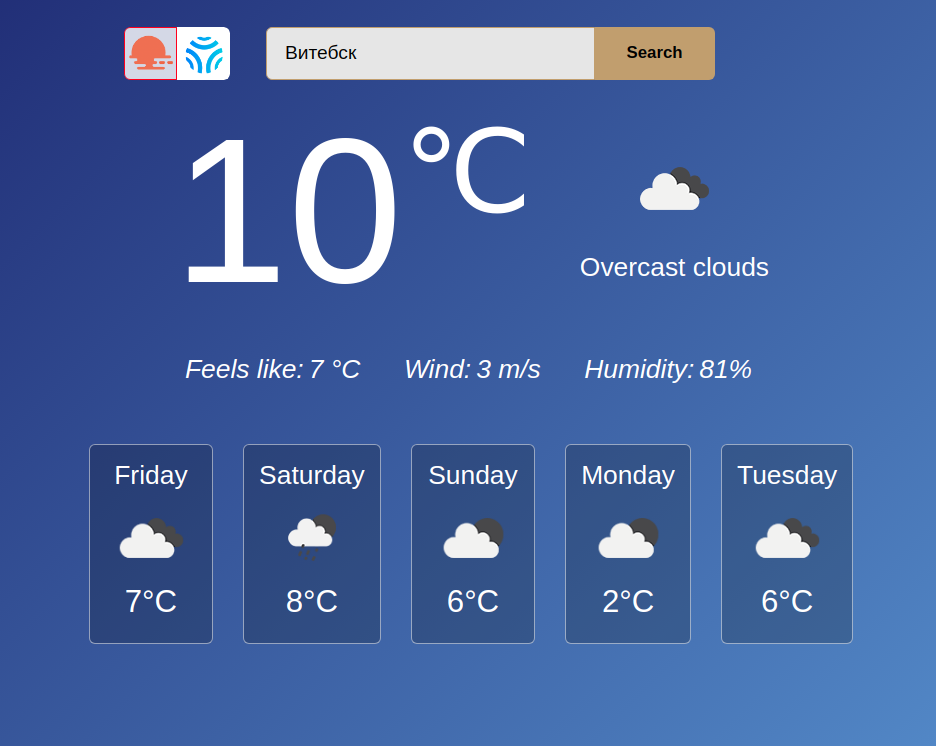 Витебск Search
10°C
Overcast clouds
Feels like: 7 °C Wind: 3 m/s Humidity: 81%
Friday Saturday Sunday Monday Tuesday
7°C 8°C 6°C 2°C 6°C